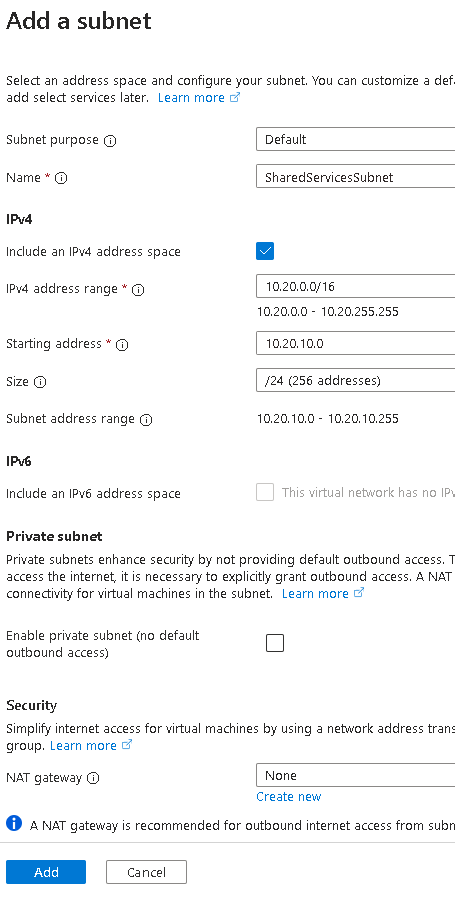 Add a subnet
Select an address space and configure your subnet. You can customize a
add select services later. Learn more
Subnet purpose
Default
Name *
SharedServicesSubnet
IPv4
Include an IPv4 address space
IPv4 address range *
10.20.0.0/16
10.20.0.0 - 10.20.255.255
Starting address *
10.20.10.0
Size
/24 (256 addresses)
Subnet address range
10.20.10.0 - 10.20.10.255
IPv6
Include an IPv6 address space
This virtual network has no
Private subnet
Private subnets enhance security by not providing default outbound access.
access the internet, it is necessary to explicitly grant outbound access. A NAT
connectivity for virtual machines in the subnet. Learn more
Enable private subnet (no default
outbound access)
Security
Simplify internet access for virtual machines by using a network address
group. Learn more
NAT gateway
None
Create new
A NAT gateway is recommended for outbound internet access from
Add
Cancel